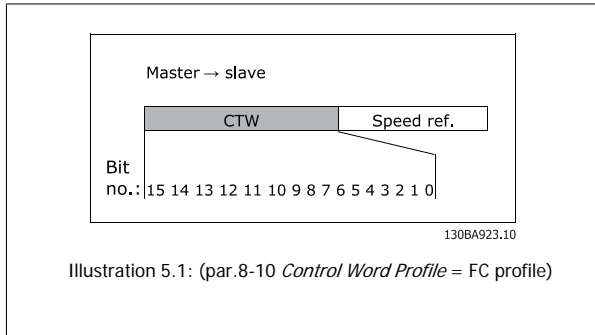 Master → slave
CTW Speed ref.
Bit
no.: 15 14 13 12 11 10 9 8 7 6 5 4 3 2 1 0
130BA923.10
Illustration 5.1: (par.8-10 Control Word Profile = FC profile)